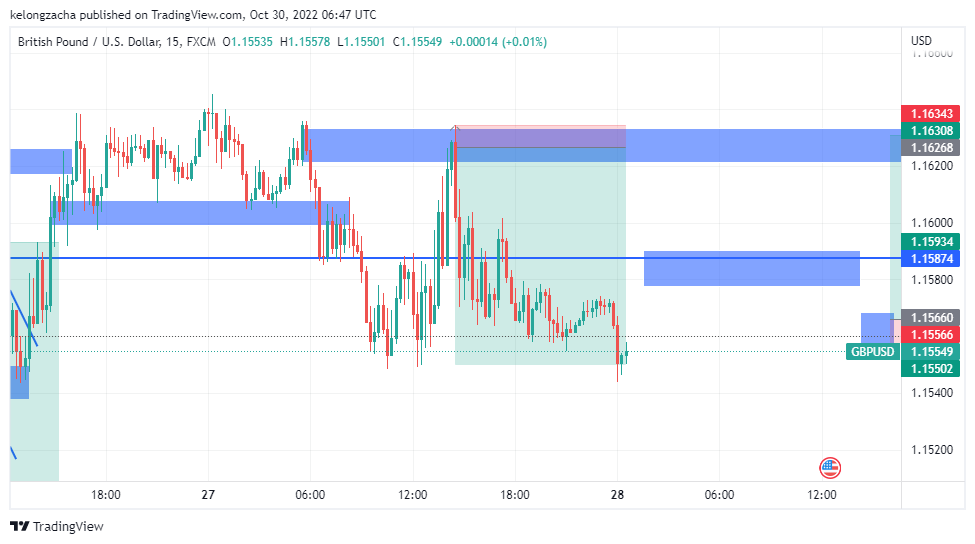 kelongzacha published on TradingView.com, Oct 30, 2022 06:47 UTC
British Pound / U.S. Dollar, 15, FXCM O1.15535 H1.15578 L1.15501 C1.15549 +0.00014 (+0.01%)
USD
1.16600
1.16343
1.16308
1.16268
1.16200
1.16000
1.15934
1.15874
1.15800
1.15660
1.15566
GBPUSD 1.15549
1.15502
1.15400
1.15200
18:00 27 06:00 12:00 18:00 28 06:00 12:00
TradingView